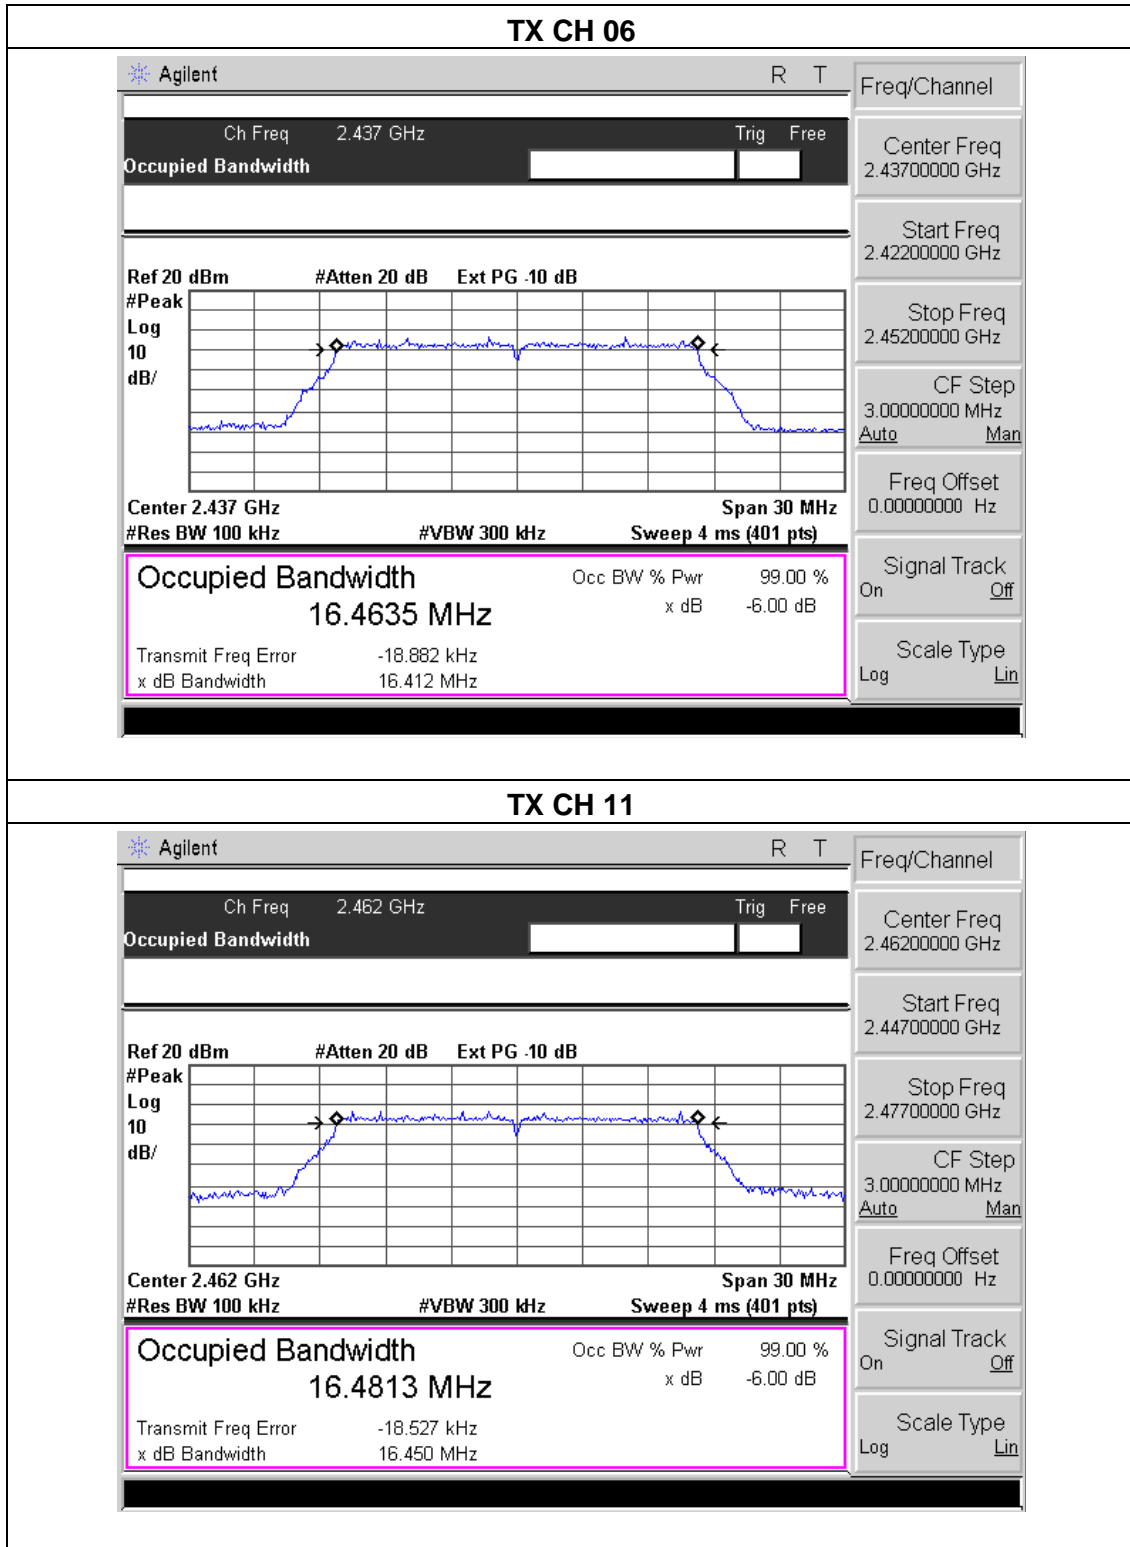 TX CH 06
Agilent R T
Freq/Channel
Ch Freq 2.437 GHz Trig Free
Occupied Bandwidth
Center Freq
2.43700000 GHz
Start Freq
2.42200000 GHz
Ref 20 dBm #Atten 20 dB Ext PG -10 dB
#Peak
Log
10
dB/
Stop Freq
2.45200000 GHz
CF Step
3.00000000 MHz
Auto Man
Center 2.437 GHz Span 30 MHz
#Res BW 100 kHz #VBW 300 kHz Sweep 4 ms (401 pts)
Freq Offset
0.00000000 Hz
Occupied Bandwidth Occ BW % Pwr 99.00 %
16.4635 MHz x dB -6.00 dB
Transmit Freq Error -18.882 kHz
x dB Bandwidth 16.412 MHz
Signal Track
On Off
Scale Type
Log Lin
TX CH 11
Agilent R T
Freq/Channel
Ch Freq 2.462 GHz Trig Free
Occupied Bandwidth
Center Freq
2.46200000 GHz
Start Freq
2.44700000 GHz
Ref 20 dBm #Atten 20 dB Ext PG -10 dB
#Peak
Log
10
dB/
Stop Freq
2.47700000 GHz
CF Step
3.00000000 MHz
Auto Man
Center 2.462 GHz Span 30 MHz
#Res BW 100 kHz #VBW 300 kHz Sweep 4 ms (401 pts)
Freq Offset
0.00000000 Hz
Occupied Bandwidth Occ BW % Pwr 99.00 %
16.4813 MHz x dB -6.00 dB
Transmit Freq Error -18.527 kHz
x dB Bandwidth 16.450 MHz
Signal Track
On Off
Scale Type
Log Lin